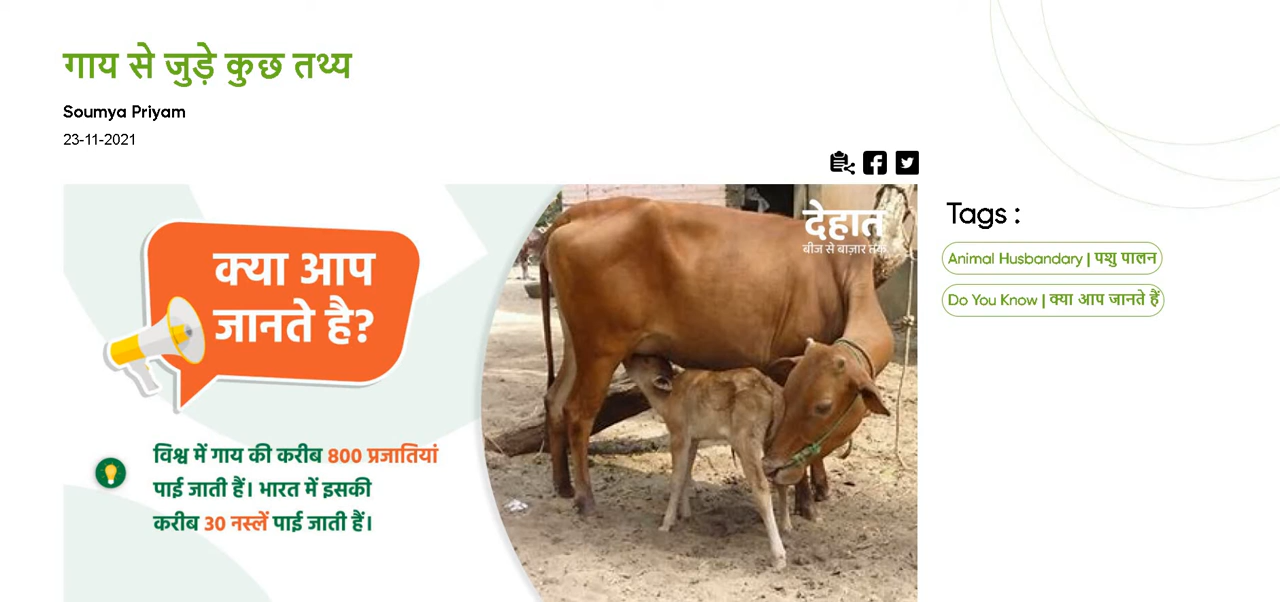 गाय से जुड़े कुछ तथ्य
Soumya Priyam
23-11-2021
देहात
बीज से बाज़ार तक
Tags :
Animal Husbandary | पशु पालन
Do You Know | क्या आप जानते हैं
क्या आप
जानते है?
विश्व में गाय की करीब 800 प्रजातियां
पाई जाती हैं। भारत में इसकी
करीब 30 नस्लें पाई जाती हैं।